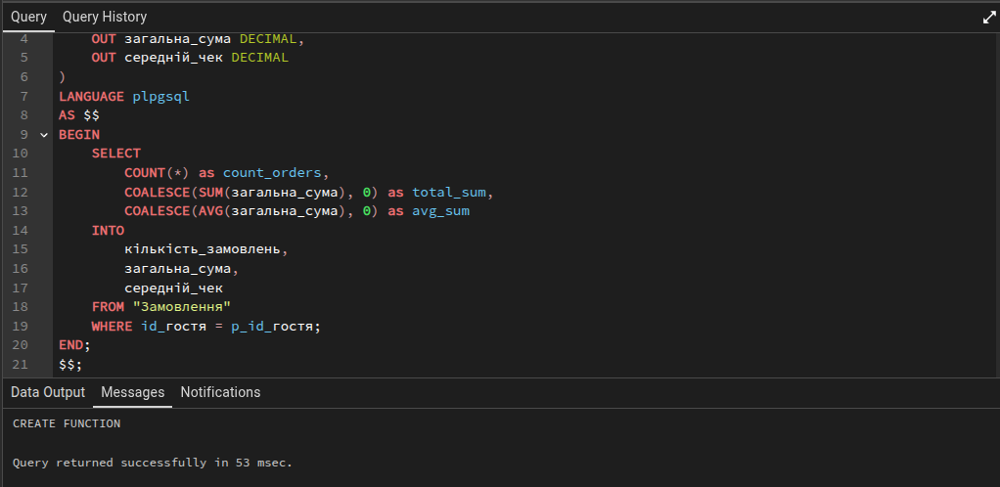 Query Query History
4 OUT загальна_сума DECIMAL,
5 OUT середній_чек DECIMAL
6 )
7 LANGUAGE plpgsql
8 AS $$
9 BEGIN
10 SELECT
11 COUNT(*) as count_orders,
12 COALESCE(SUM(загальна_сума), 0) as total_sum,
13 COALESCE(AVG(загальна_сума), 0) as avg_sum
14 INTO
15 кількість_замовлень,
16 загальна_сума,
17 середній_чек
18 FROM "Замовлення"
19 WHERE id_гостя = p_id_гостя;
20 END;
21 $$;
Data Output Messages Notifications
CREATE FUNCTION
Query returned successfully in 53 msec.